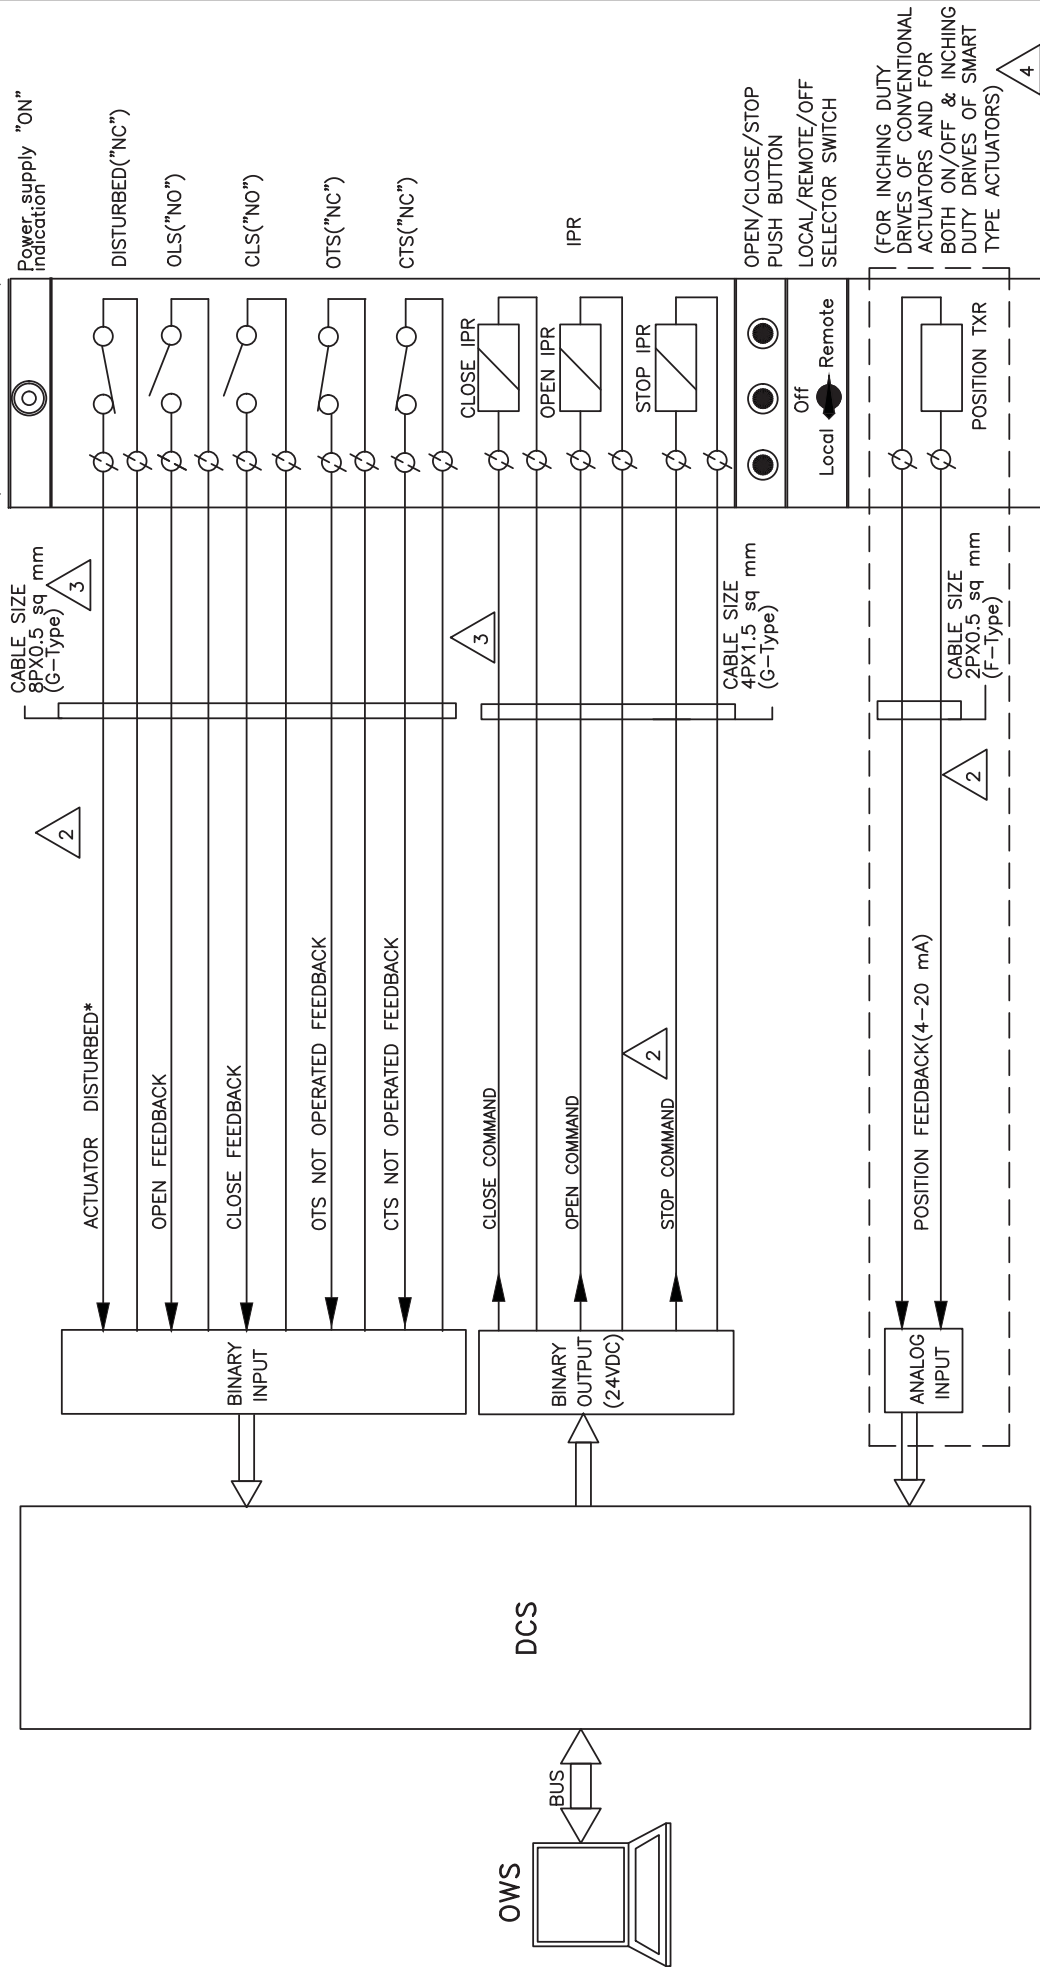 Power supply "ON"
indication
DISTURBED("NC")
OLS("NO")
CLS("NO")
OTS("NC")
CTS("NC")
IPR
OPEN/CLOSE/STOP
PUSH BUTTON
LOCAL/REMOTE/OFF
SELECTOR SWITCH
(FOR INCHING DUTY
DRIVES OF CONVENTIONAL
ACTUATORS AND FOR
BOTH ON/OFF & INCHING
DUTY DRIVES OF SMART
TYPE ACTUATORS)
4
CLOSE IPR
OPEN IPR
STOP IPR
Local
Off
Remote
POSITION TXR
CABLE SIZE
8PX0.5 sq mm
(G-Type)
3
3
CABLE SIZE
4PX1.5 sq mm
(G-Type)
CABLE SIZE
2PX0.5 sq mm
(F-Type)
2
2
2
ACTUATOR DISTURBED*
OPEN FEEDBACK
CLOSE FEEDBACK
OTS NOT OPERATED FEEDBACK
CTS NOT OPERATED FEEDBACK
CLOSE COMMAND
OPEN COMMAND
STOP COMMAND
POSITION FEEDBACK(4-20 mA)
BINARY
INPUT
BINARY
OUTPUT
(24VDC)
ANALOG
INPUT
DCS
BUS
OWS